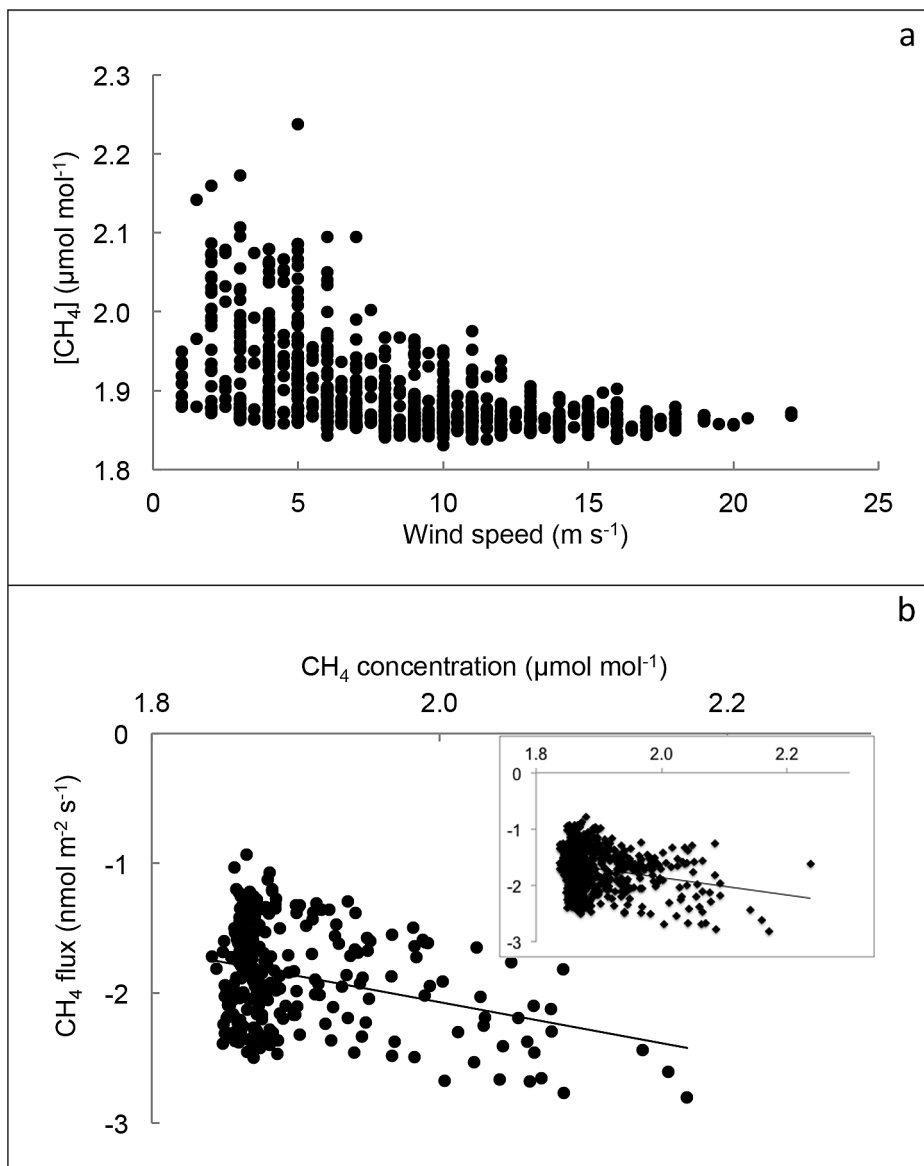 a
2.3
2.2
2.1
2.0
1.9
1.8
[CH₄] (µmol mol⁻¹)
0 5 10 15 20 25
Wind speed (m s⁻¹)
b
CH₄ concentration (µmol mol⁻¹)
1.8 2.0 2.2
0
-1
-2
-3
CH₄ flux (nmol m⁻² s⁻¹)
1.8 2.0 2.2
0
-1
-2
-3